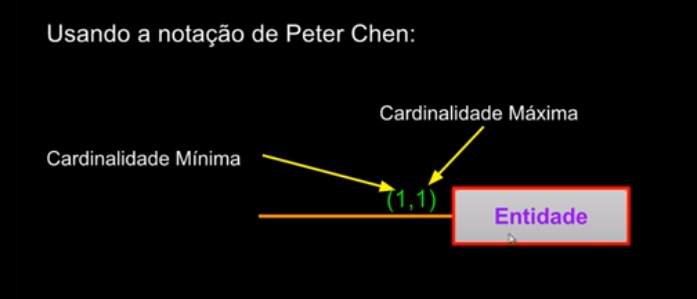 Usando a notação de Peter Chen:
Cardinalidade Máxima
Cardinalidade Mínima
(1,1)
Entidade